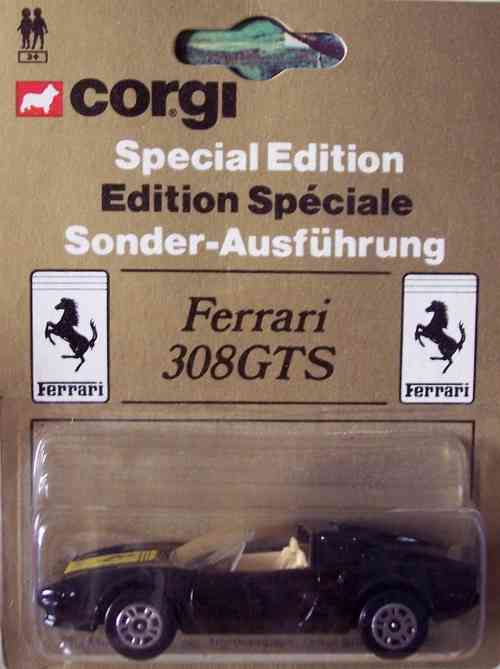 3+
corgi
Special Edition
Edition Spéciale
Sonder-Ausführung
Ferrari
308GTS
Ferrari
Ferrari